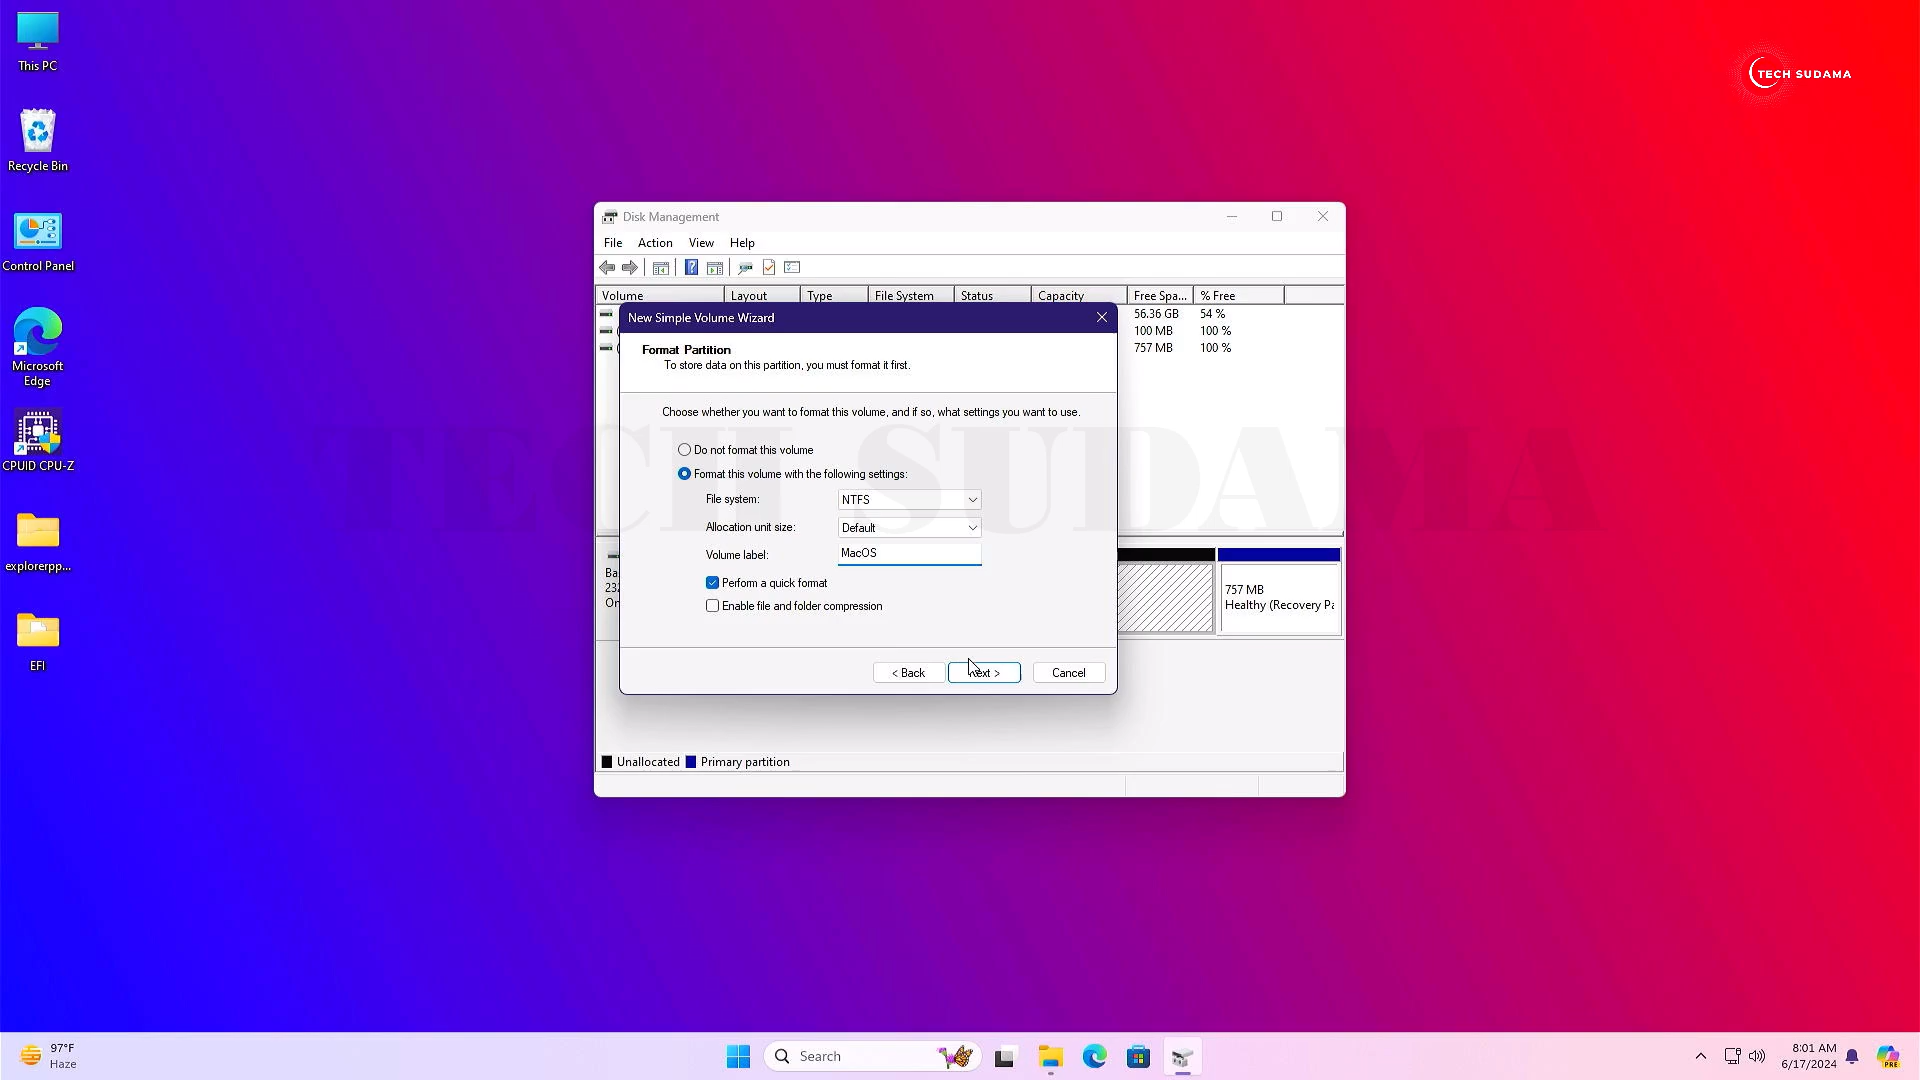 This PC
Recycle Bin
Control Panel
Microsoft
Edge
CPUID CPU-Z
explorerpp...
EFI
TECH SUDAMA
Disk Management
File Action View Help
Volume Layout Type File System Status Capacity Free Spa... % Free
56.36 GB 54 %
100 MB 100 %
757 MB 100 %
New Simple Volume Wizard
Format Partition
To store data on this partition, you must format it first.
Choose whether you want to format this volume, and if so, what settings you want to use.
Do not format this volume
Format this volume with the following settings:
File system: NTFS
Allocation unit size: Default
Volume label: MacOS
Perform a quick format
Enable file and folder compression
< Back Next > Cancel
TECH SUDAMA
757 MB
Healthy (Recovery Pa
Unallocated Primary partition
97°F
Haze
Search
8:01 AM
6/17/2024
PRE